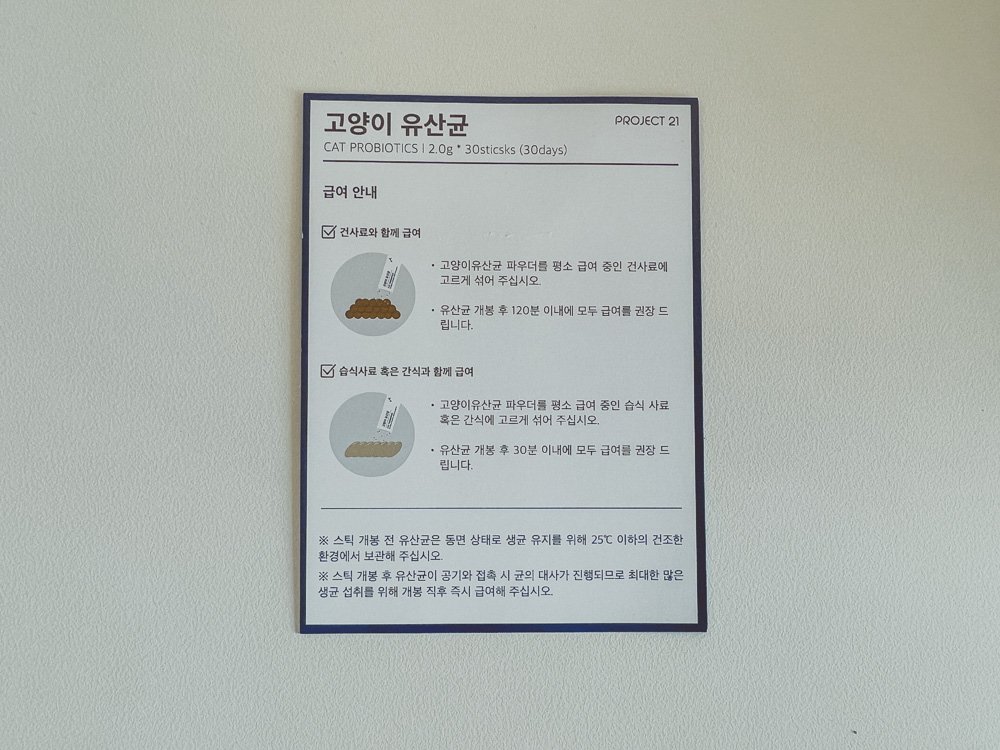 고양이 유산균
PROJECT 21
CAT PROBIOTICS | 2.0g * 30sticsks (30days)
급여 안내
건사료와 함께 급여
• 고양이유산균 파우더를 평소 급여 중인 건사료에
고르게 섞어 주십시오.
• 유산균 개봉 후 120분 이내에 모두 급여를 권장 드
립니다.
습식사료 혹은 간식과 함께 급여
• 고양이유산균 파우더를 평소 급여 중인 습식 사료
혹은 간식에 고르게 섞어 주십시오.
• 유산균 개봉 후 30분 이내에 모두 급여를 권장 드
립니다.
※ 스틱 개봉 전 유산균은 동면 상태로 생균 유지를 위해 25℃ 이하의 건조한
환경에서 보관해 주십시오.
※ 스틱 개봉 후 유산균이 공기와 접촉 시 균의 대사가 진행되므로 최대한 많은
생균 섭취를 위해 개봉 직후 즉시 급여해 주십시오.